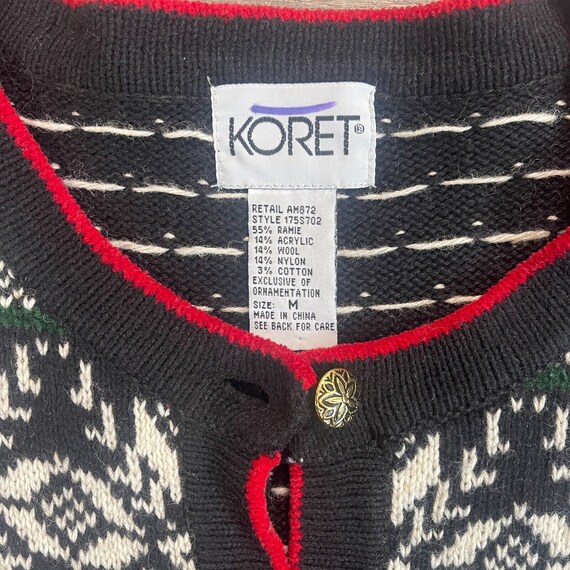 KORET®
RETAIL AM872
STYLE 175S702
55% RAMIE
14% ACRYLIC
14% WOOL
14% NYLON
3% COTTON
EXCLUSIVE OF
ORNAMENTATION
SIZE: M
MADE IN CHINA
SEE BACK FOR CARE